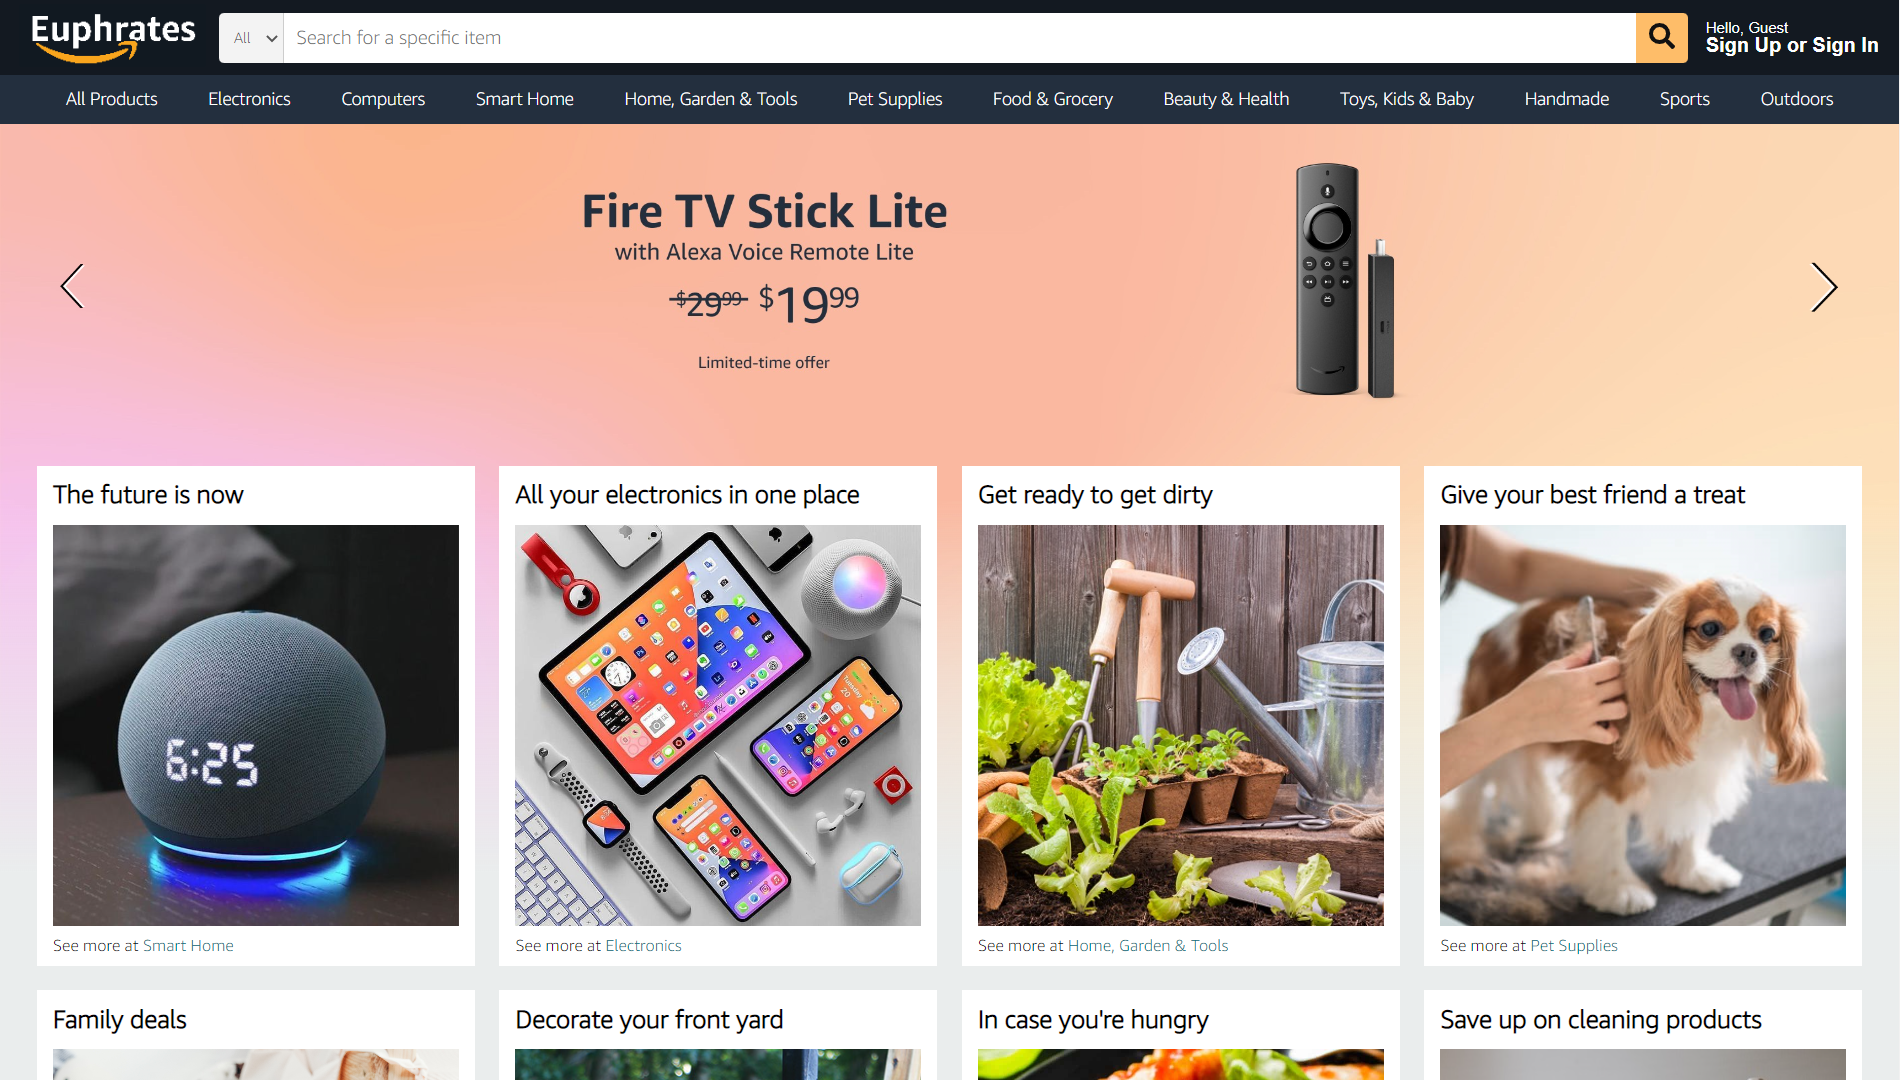 Euphrates
All
Search for a specific item
Hello, Guest
Sign Up or Sign In
All Products
Electronics
Computers
Smart Home
Home, Garden & Tools
Pet Supplies
Food & Grocery
Beauty & Health
Toys, Kids & Baby
Handmade
Sports
Outdoors
Fire TV Stick Lite
with Alexa Voice Remote Lite
$29.99 $19.99
Limited-time offer
The future is now
6:25
See more at Smart Home
All your electronics in one place
Tuesday
20
See more at Electronics
Get ready to get dirty
See more at Home, Garden & Tools
Give your best friend a treat
See more at Pet Supplies
Family deals
Decorate your front yard
In case you're hungry
Save up on cleaning products